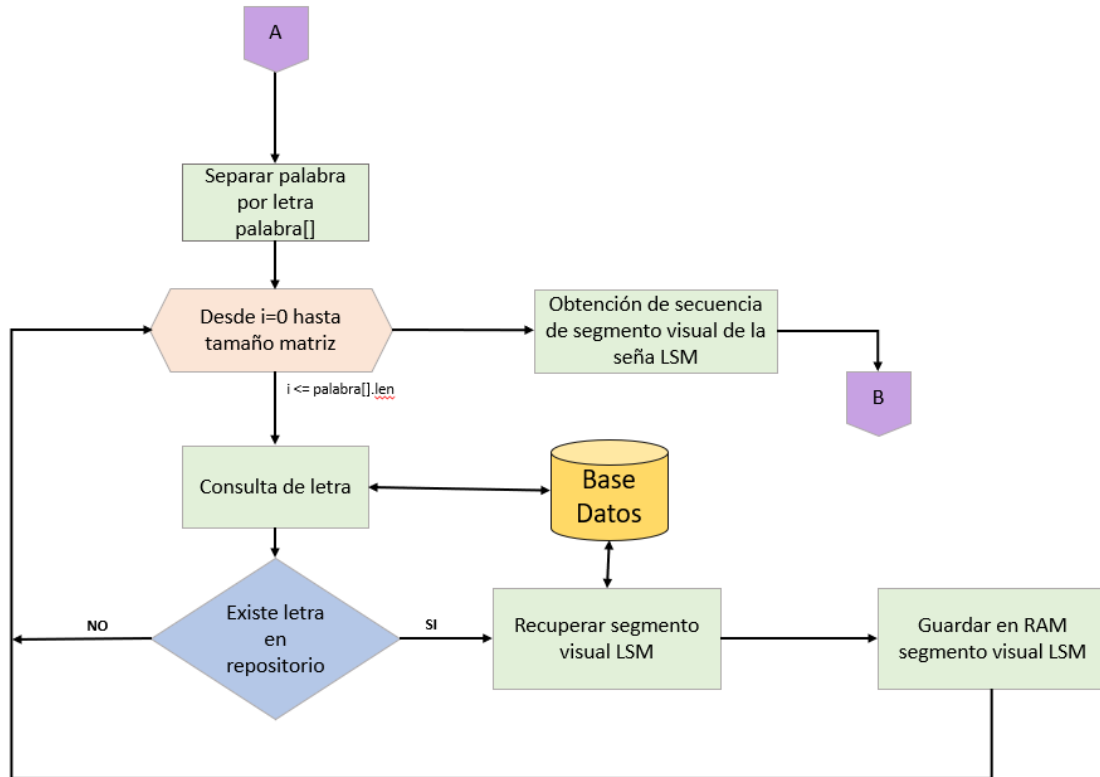 A
Separar palabra
por letra
palabra[]
Desde i=0 hasta
tamaño matriz
Obtención de secuencia
de segmento visual de la
seña LSM
i <= palabra[].len
B
Consulta de letra
Base
Datos
Existe letra
en
repositorio
NO
SI
Recuperar segmento
visual LSM
Guardar en RAM
segmento visual LSM